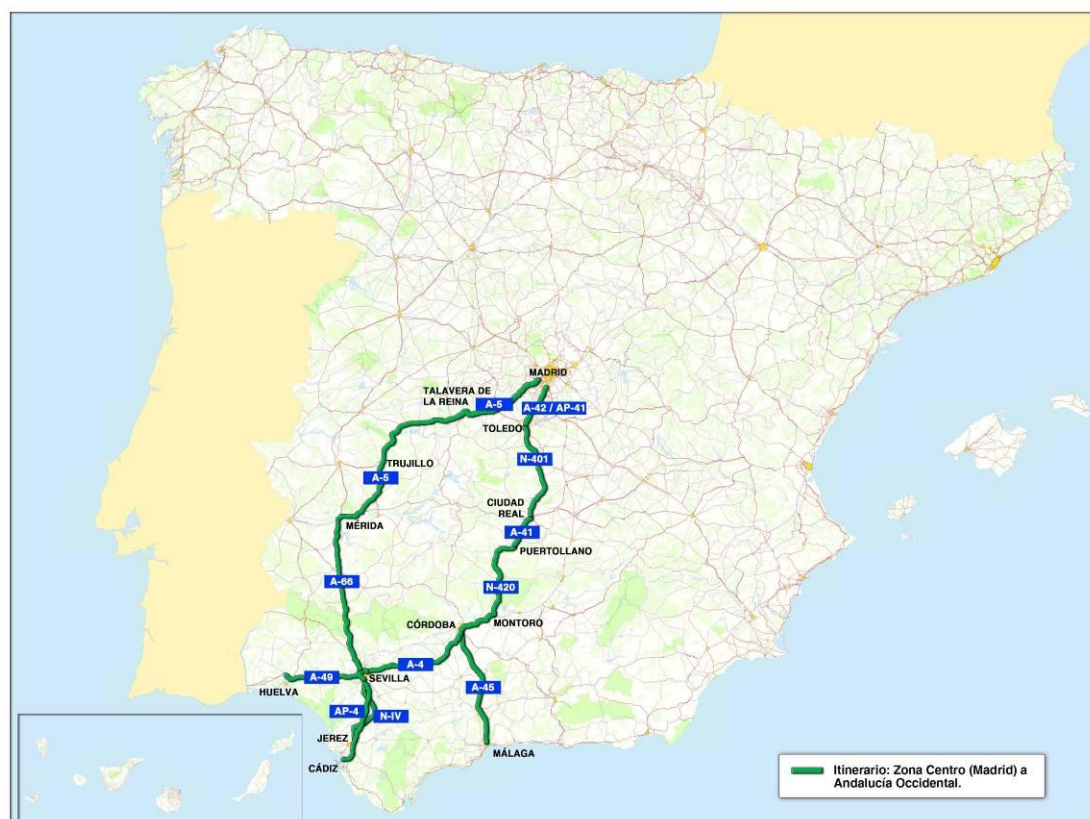 MADRID
TALAVERA DE
LA REINA
A-5
A-42 / AP-41
TOLEDO
TRUJILLO
N-401
A-5
CIUDAD
REAL
MÉRIDA
A-41
PUERTOLLANO
A-66
N-420
CÓRDOBA
MONTORO
A-4
A-49
SEVILLA
HUELVA
A-45
AP-4
N-IV
JEREZ
MÁLAGA
CÁDIZ
Itinerario: Zona Centro (Madrid) a
Andalucía Occidental.